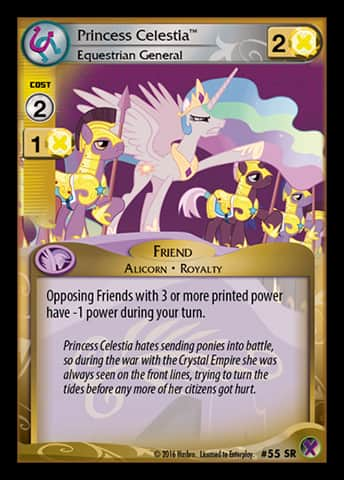 Princess Celestia™
Equestrian General
2
COST
2
1
FRIEND
ALICORN • ROYALTY
Opposing Friends with 3 or more printed power
have -1 power during your turn.
Princess Celestia hates sending ponies into battle,
so during the war with the Crystal Empire she was
always seen on the front lines, trying to turn the
tides before any more of her citizens got hurt.
© 2016 Hasbro. Licensed to Enterplay. #55 SR